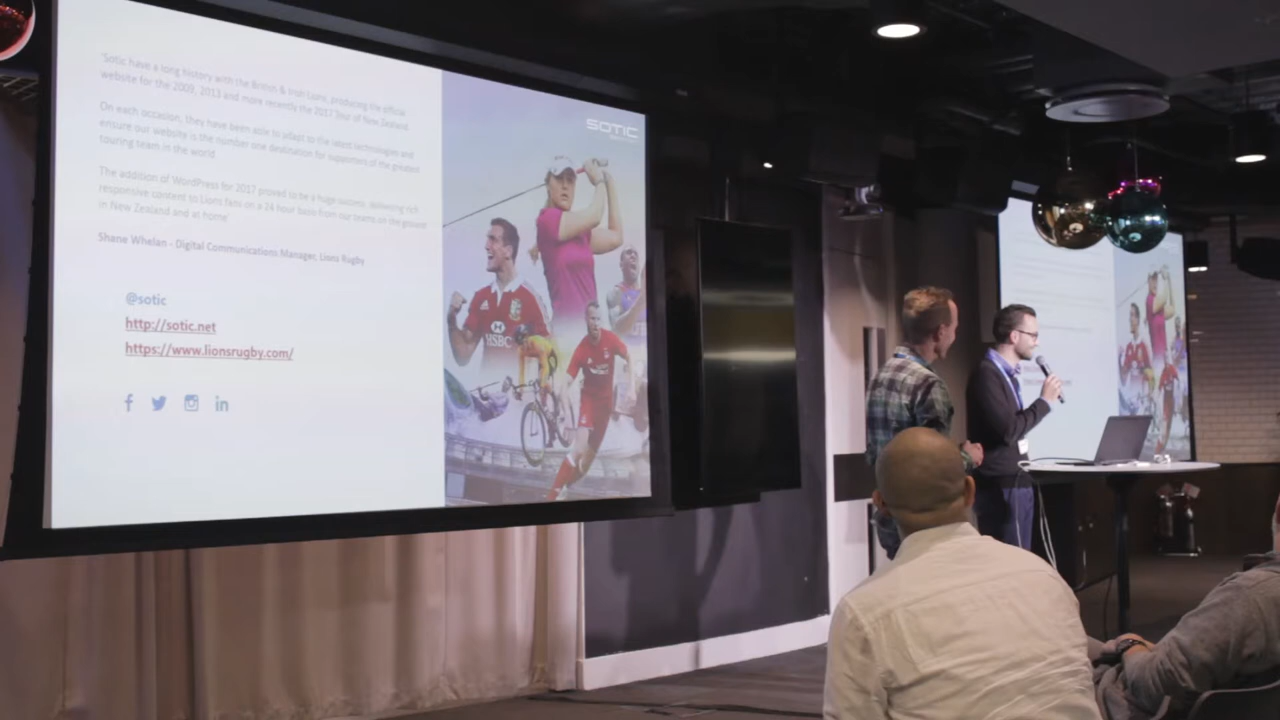 'Sotic have a long history with the British & Irish Lions, producing the official
website for the 2009, 2013 and more recently the 2017 Tour of New Zealand.
On each occasion, they have been able to adapt to the latest technologies and
ensure our website is the number one destination for supporters of the greatest
touring team in the world
The addition of WordPress for 2017 proved to be a huge success, delivering rich
responsive content to Lions fans on a 24 hour basis from our teams on the ground
in New Zealand and at home'
Shane Whelan - Digital Communications Manager, Lions Rugby
@sotic
http://sotic.net
https://www.lionsrugby.com/
SOTIC
HSBC